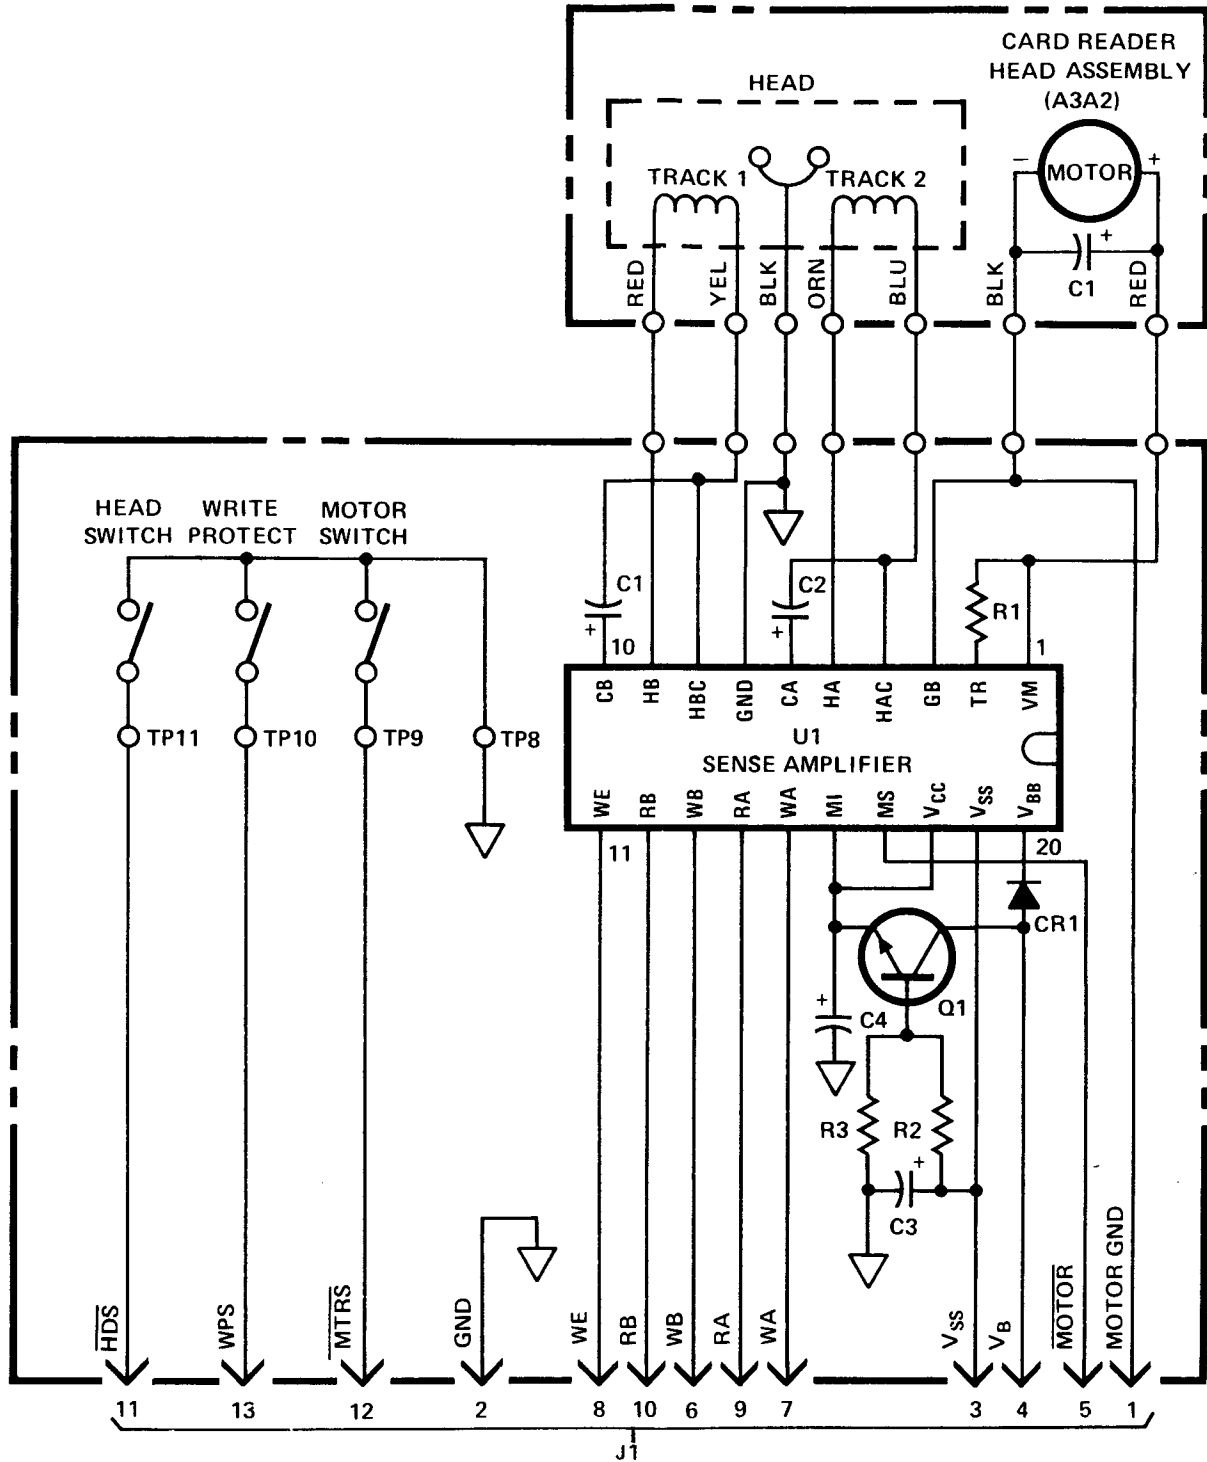 CARD READER
HEAD ASSEMBLY
(A3A2)
HEAD
− MOTOR +
TRACK 1
TRACK 2
+
C1
RED
YEL
BLK
ORN
BLU
BLK
RED
HEAD
SWITCH
WRITE
PROTECT
MOTOR
SWITCH
C1
+
C2
+
R1
10
1
CB
HB
HBC
GND
CA
HA
HAC
GB
TR
VM
TP11
TP10
TP9
TP8
U1
SENSE AMPLIFIER
WE
RB
WB
RA
WA
MI
MS
VCC
VSS
VBB
11
20
CR1
Q1
+
C4
R3
R2
+
C3
HDS
WPS
MTRS
GND
WE
RB
WB
RA
WA
VSS
VB
MOTOR
MOTOR GND
11 13 12 2 8 10 6 9 7 3 4 5 1
J1